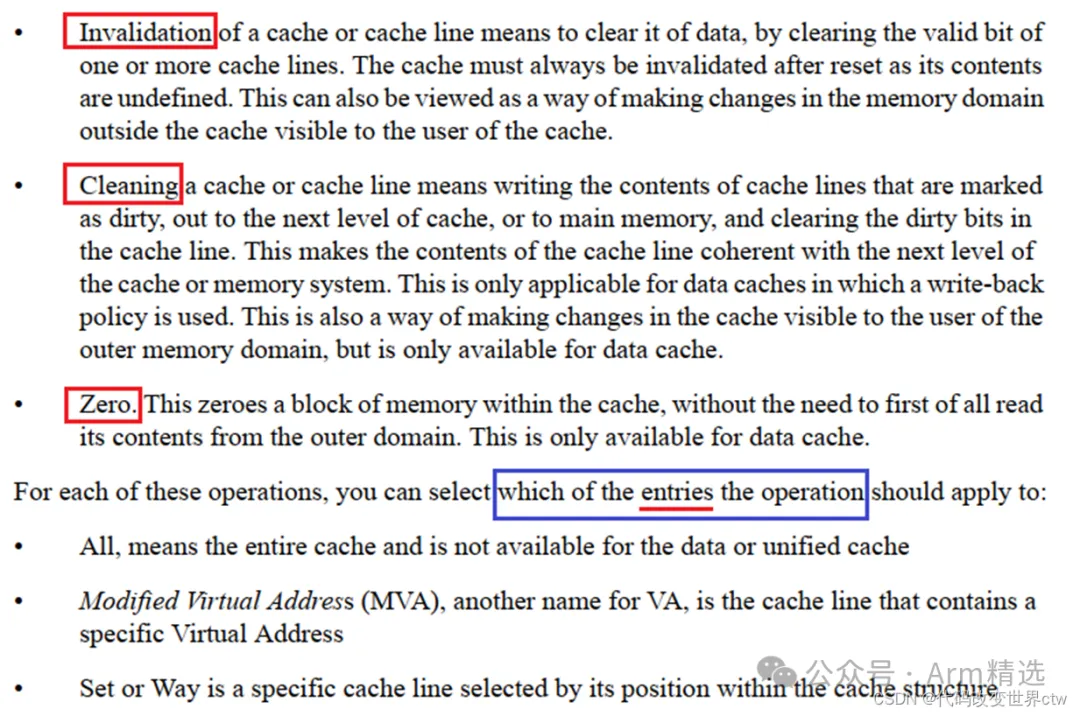 • Invalidation of a cache or cache line means to clear it of data, by clearing the valid bit of
one or more cache lines. The cache must always be invalidated after reset as its contents
are undefined. This can also be viewed as a way of making changes in the memory domain
outside the cache visible to the user of the cache.
• Cleaning a cache or cache line means writing the contents of cache lines that are marked
as dirty, out to the next level of cache, or to main memory, and clearing the dirty bits in
the cache line. This makes the contents of the cache line coherent with the next level of
the cache or memory system. This is only applicable for data caches in which a write-back
policy is used. This is also a way of making changes in the cache visible to the user of the
outer memory domain, but is only available for data cache.
• Zero. This zeroes a block of memory within the cache, without the need to first of all read
its contents from the outer domain. This is only available for data cache.
For each of these operations, you can select which of the entries the operation should apply to:
• All, means the entire cache and is not available for the data or unified cache
• Modified Virtual Address (MVA), another name for VA, is the cache line that contains a
specific Virtual Address
• Set or Way is a specific cache line selected by its position within the cache structure
公众号 · Arm精选
CSDN @代码改变世界ctw